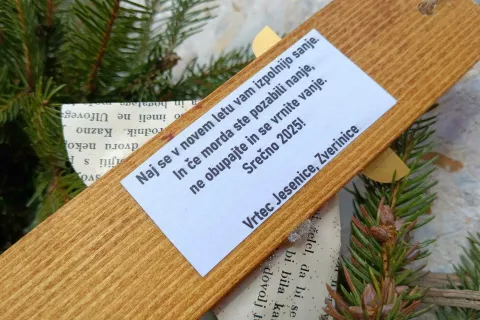 Naj se v novem letu vam izpolnijo sanje.
In če morda ste pozabili nanje,
ne obupajte in se vrnite vanje.
Srečno 2025!
Vrtec Jesenice, Zverinice